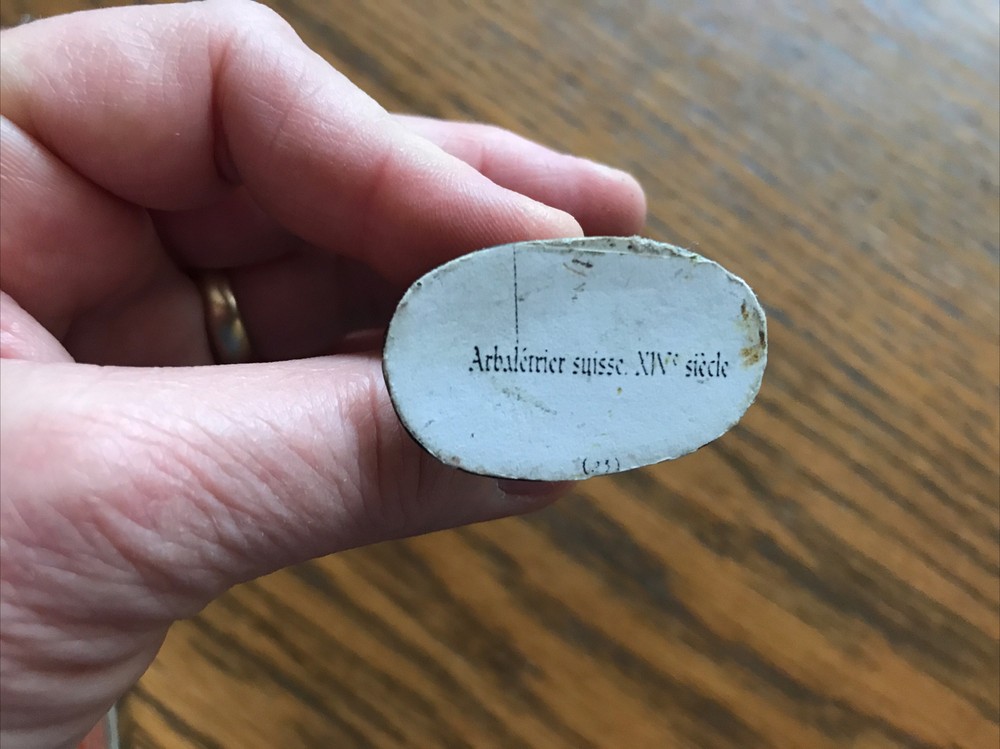 Arbalétrier suisse. XIVᵉ siècle